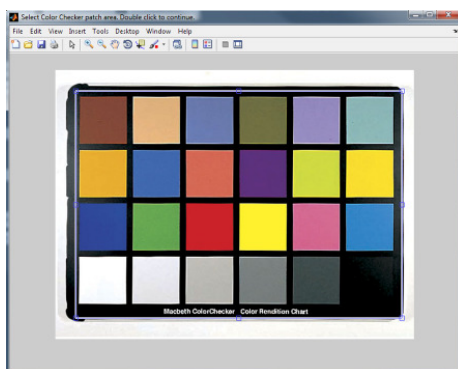 Select Color Checker patch area. Double click to continue.
File Edit View Insert Tools Desktop Window Help
Macbeth ColorChecker Color Rendition Chart